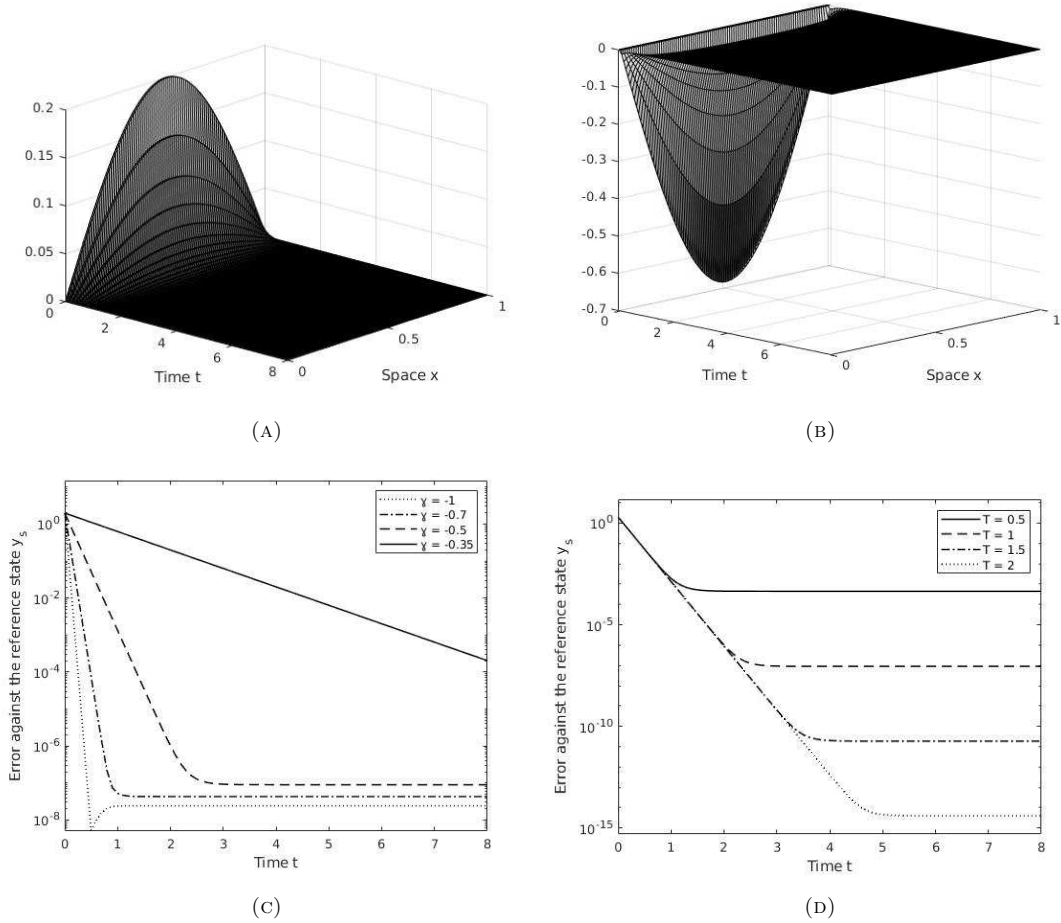 0.2
0.15
0.1
0.05
0
0
2
4
6
8
0
0.5
1
Time t
Space x
(A)
0
-0.1
-0.2
-0.3
-0.4
-0.5
-0.6
-0.7
0
2
4
6
0
0.5
1
Time t
Space x
(B)
Error against the reference state y_s
10^0
10^-2
10^-4
10^-6
10^-8
ɣ = -1
ɣ = -0.7
ɣ = -0.5
ɣ = -0.35
0 1 2 3 4 5 6 7 8
Time t
(C)
Error against the reference state y_s
10^0
10^-5
10^-10
10^-15
T = 0.5
T = 1
T = 1.5
T = 2
0 1 2 3 4 5 6 7 8
Time t
(D)